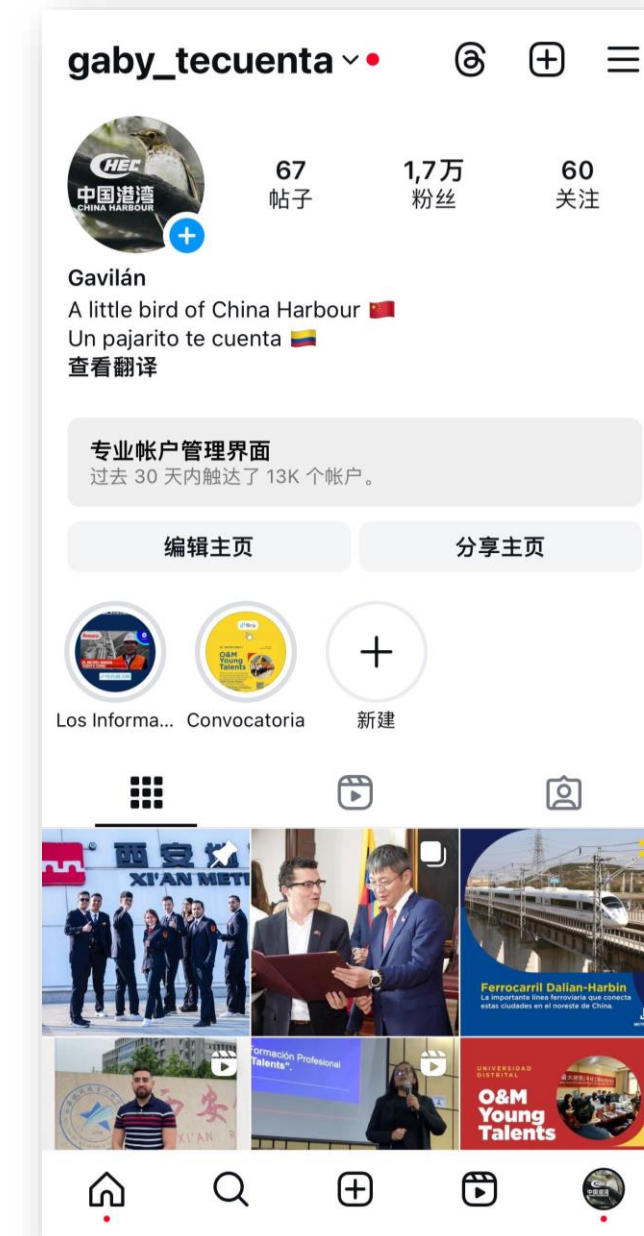 gaby_tecuenta
CHEC
中国港湾
CHINA HARBOUR
67
帖子
1,7万
粉丝
60
关注
Gavilán
A little bird of China Harbour 🇨🇳
Un pajarito te cuenta 🇨🇴
查看翻译
专业帐户管理界面
过去 30 天内触达了 13K 个帐户。
编辑主页
分享主页
O&M
Young
Talents
Los Informa...
Convocatoria
新建
西安地
XI'AN MET
Ferrocarril Dalian-Harbin
La importante línea ferroviaria que conecta
estas ciudades en el noreste de China.
XI'AN R
Formación Profesional
Talents".
UNIVERSIDAD
DISTRITAL
O&M
Young
Talents